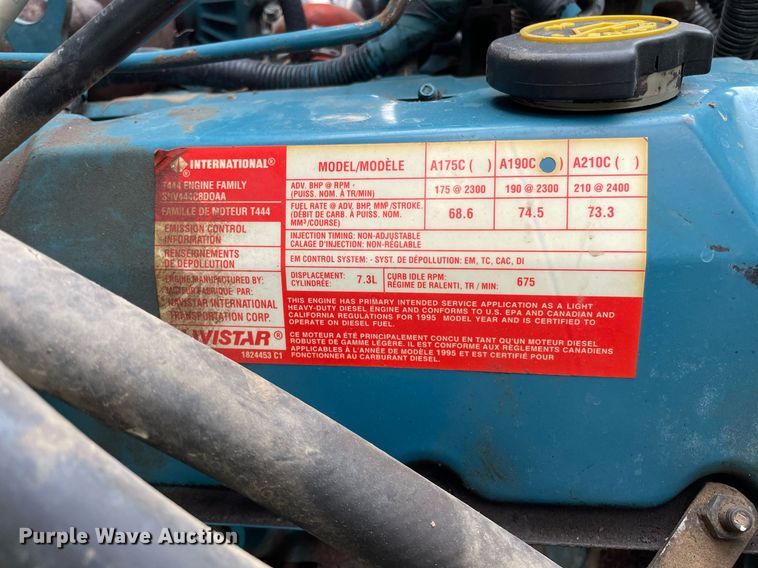 INTERNATIONAL®
T444 ENGINE FAMILY
FAMILLE DE MOTEUR T444
EMISSION CONTROL
INFORMATION
RENSEIGNEMENTS
DE DÉPOLLUTION
ENGINE MANUFACTURED BY:
MOTEUR FABRIQUÉ PAR:
NAVISTAR INTERNATIONAL
TRANSPORTATION CORP.
NAVISTAR®
1824453 C1
MODEL/MODÈLE A175C ( ) A190C ( ) A210C ( )
ADV. BHP @ RPM
(PUISS. NOM. À TR/MIN) 175 @ 2300 190 @ 2300 210 @ 2400
FUEL RATE @ ADV. BHP, MM³/STROKE.
(DÉBIT DE CARB. À PUISS. NOM.
MM³/COURSE) 68.6 74.5 73.3
INJECTION TIMING: NON-ADJUSTABLE
CALAGE D'INJECTION: NON-RÉGLABLE
EM CONTROL SYSTEM: - SYST. DE DÉPOLLUTION: EM, TC, CAC, DI
DISPLACEMENT:
CYLINDRÉE: 7.3L CURB IDLE RPM:
RÉGIME DE RALENTI, TR / MIN: 675
THIS ENGINE HAS PRIMARY INTENDED SERVICE APPLICATION AS A LIGHT
HEAVY-DUTY DIESEL ENGINE AND CONFORMS TO U.S. EPA AND CANADIAN AND
CALIFORNIA REGULATIONS FOR 1995 MODEL YEAR AND IS CERTIFIED TO
OPERATE ON DIESEL FUEL.
CE MOTEUR A ÉTÉ PRINCIPALEMENT CONCU EN TANT QU'UN MOTEUR DIESEL
ROBUSTE DE GAMME LÉGÈRE. IL EST CONFORME AUX RÈGLEMENTS CANADIENS
APPLICABLES À L'ANNÉE DE MODÈLE 1995 ET EST CERTIFIÉ POUR
FONCTIONNER AU CARBURANT DIESEL.
Purple Wave Auction